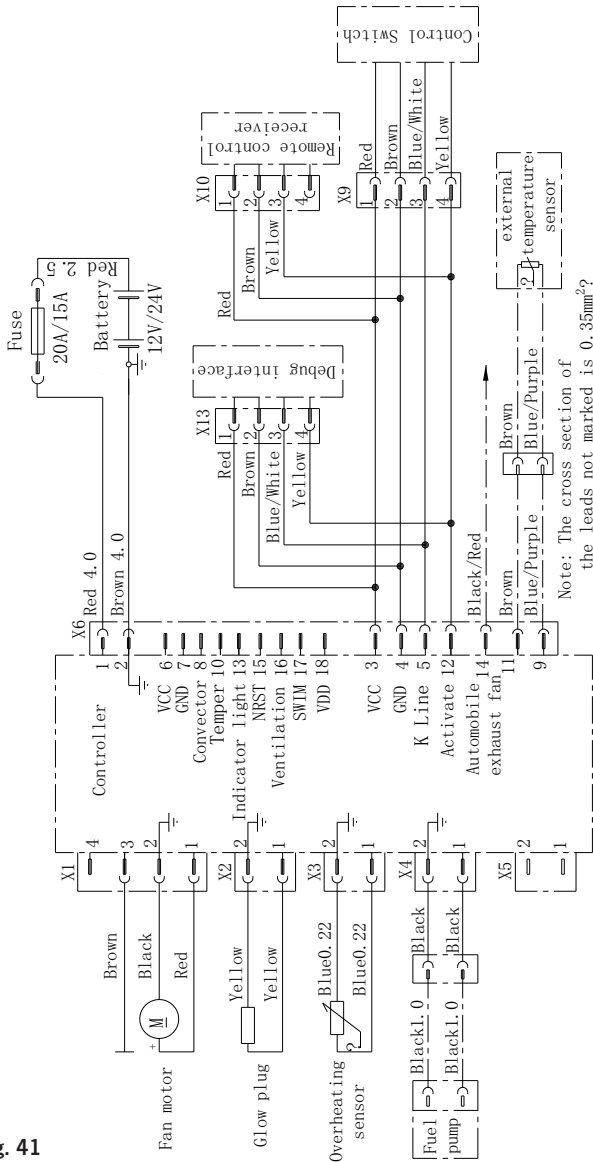 Fuse
20A/15A
Red 2.5
Battery
12V/24V
X6
Red 4.0
Brown 4.0
Controller
1
2
6 VCC
7 GND
8 Convector
10 Temper
13 Indicator light
15 NRST
16 Ventilation
17 SWIM
18 VDD
3 VCC
4 GND
5 K Line
12 Activate
14 Automobile
exhaust fan
11
9
X13
Debug interface
1 Red
2 Brown
3 Blue/White
4 Yellow
X10
Remote control
receiver
1 Red
2 Brown
3 Yellow
4
X9
Control Switch
1 Red
2 Brown
3 Blue/White
4 Yellow
Black/Red
Brown
Blue/Purple
Brown
Blue/Purple
external
temperature
sensor
?
Note: The cross section of
the leads not marked is 0.35mm²?
X1
4
3
2
1
Brown
Black
Red
M
+
Fan motor
X2
2
1
Yellow
Yellow
Glow plug
X3
2
1
Blue0.22
Blue0.22
?
Overheating
sensor
X4
2
1
Black
Black
Black1.0
Black1.0
Fuel
pump
X5
2
1
g. 41